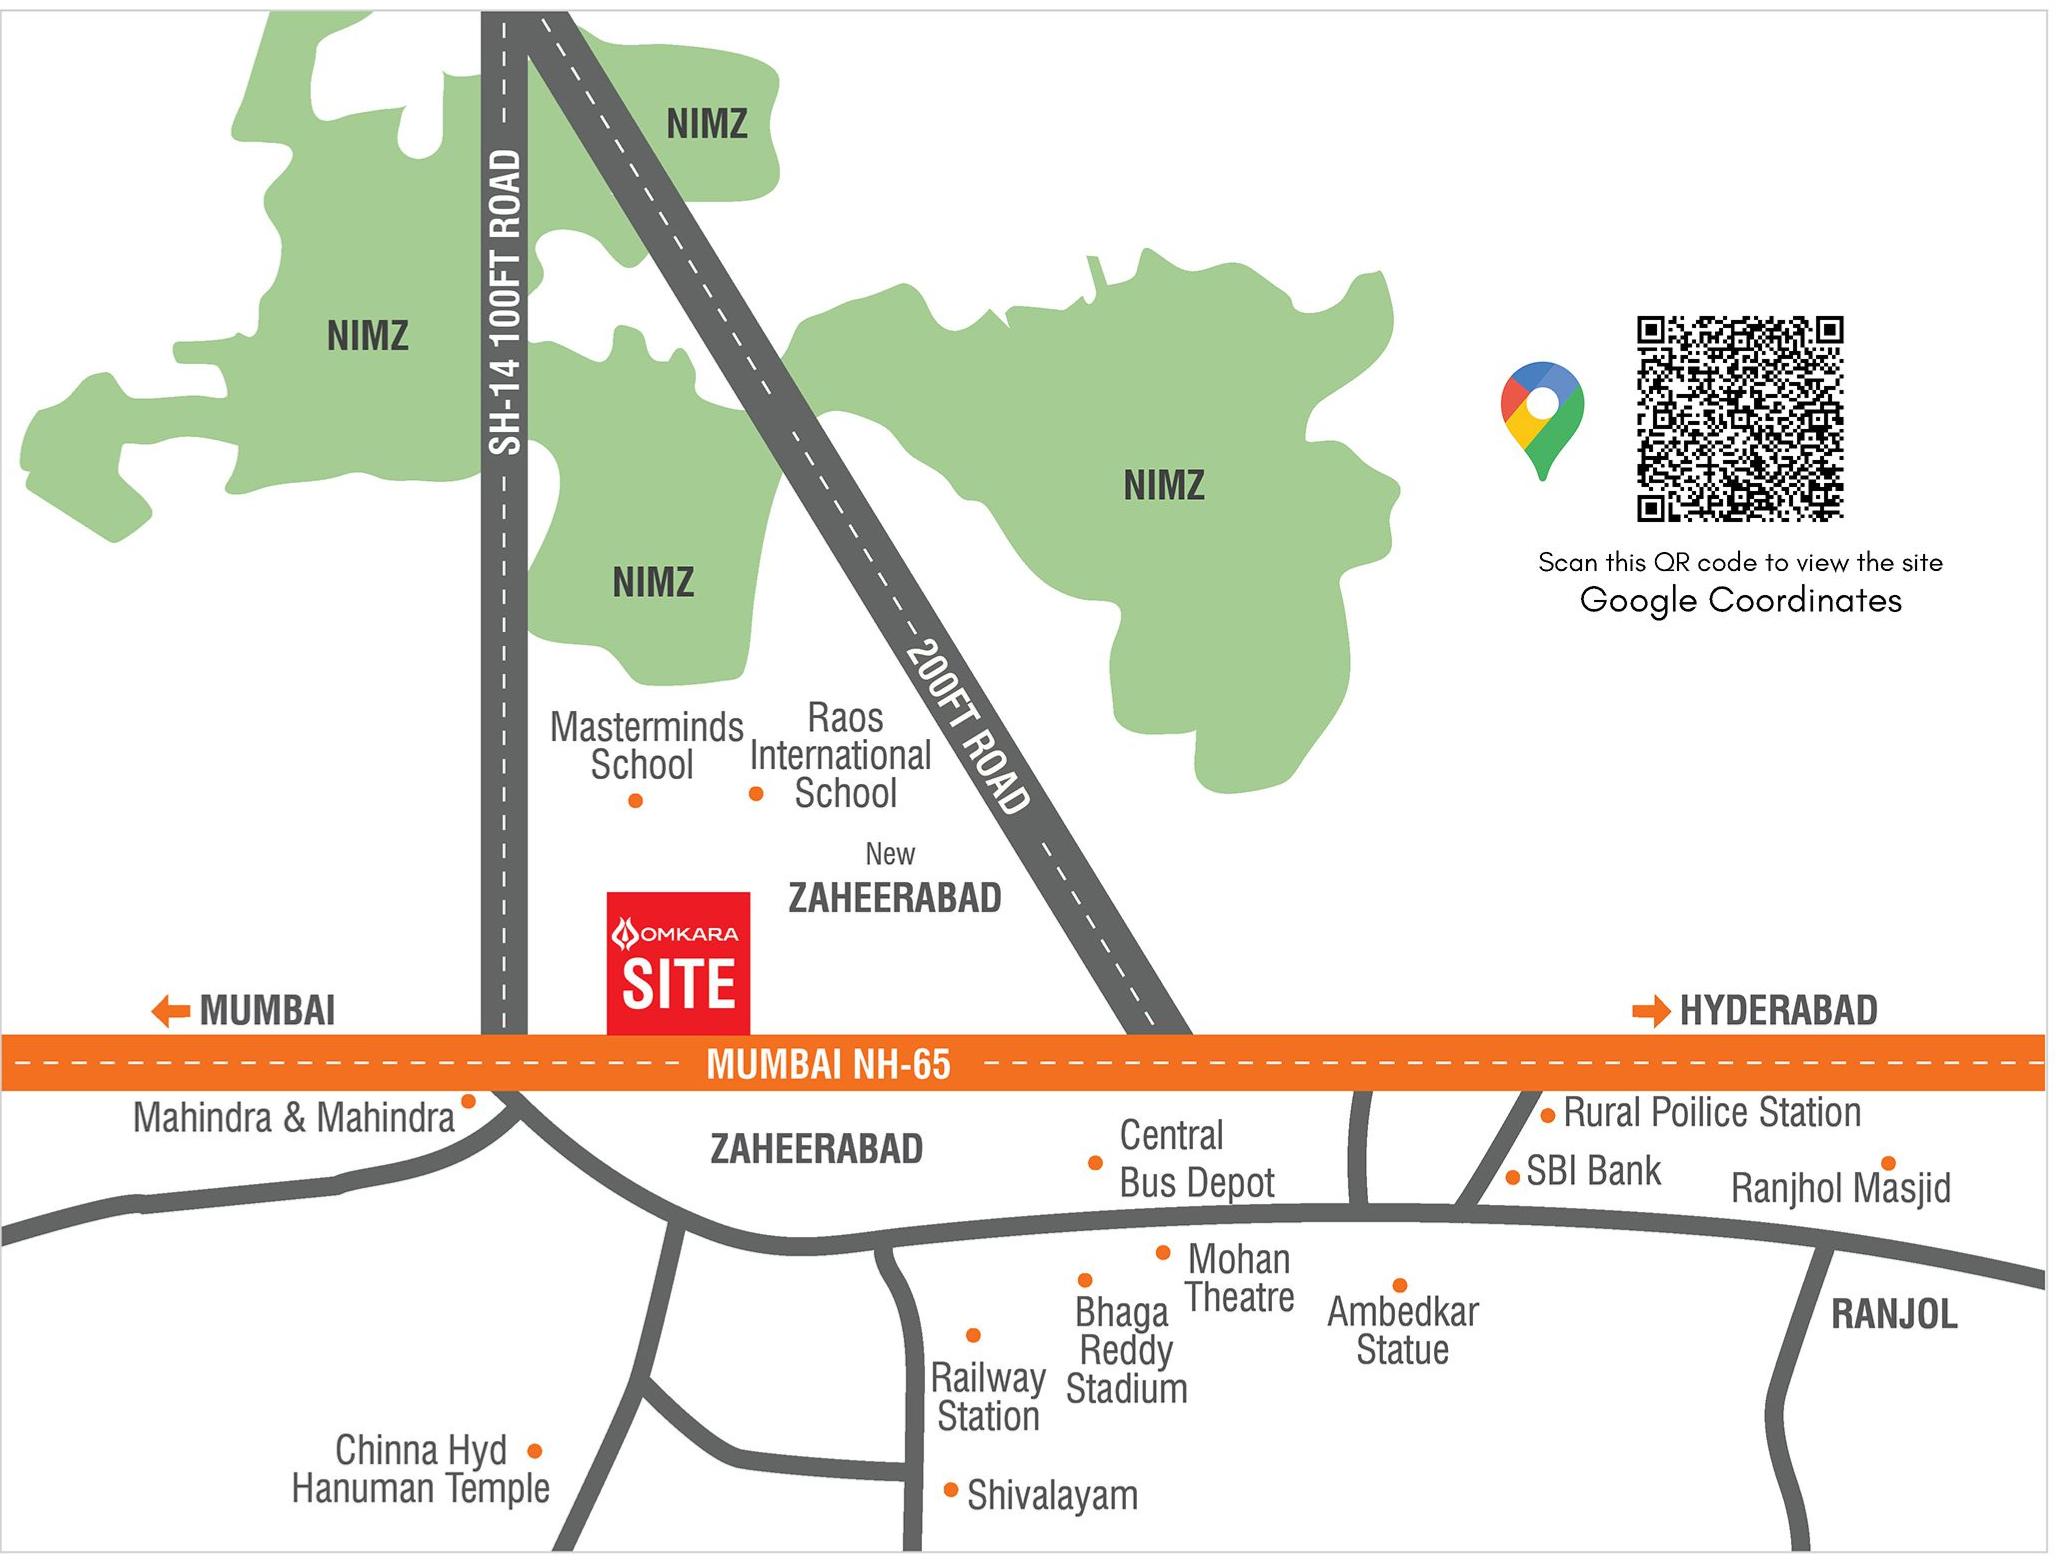 NIMZ
SH-14 100FT ROAD
NIMZ
NIMZ
NIMZ
200FT ROAD
Scan this QR code to view the site
Google Coordinates
Masterminds
School
Raos
International
School
New
ZAHEERABAD
OMKARA
SITE
MUMBAI
HYDERABAD
MUMBAI NH-65
Mahindra & Mahindra
ZAHEERABAD
Central
Bus Depot
Rural Poilice Station
SBI Bank
Ranjhol Masjid
Mohan
Theatre
Bhaga
Reddy
Stadium
Ambedkar
Statue
RANJOL
Railway
Station
Chinna Hyd
Hanuman Temple
Shivalayam